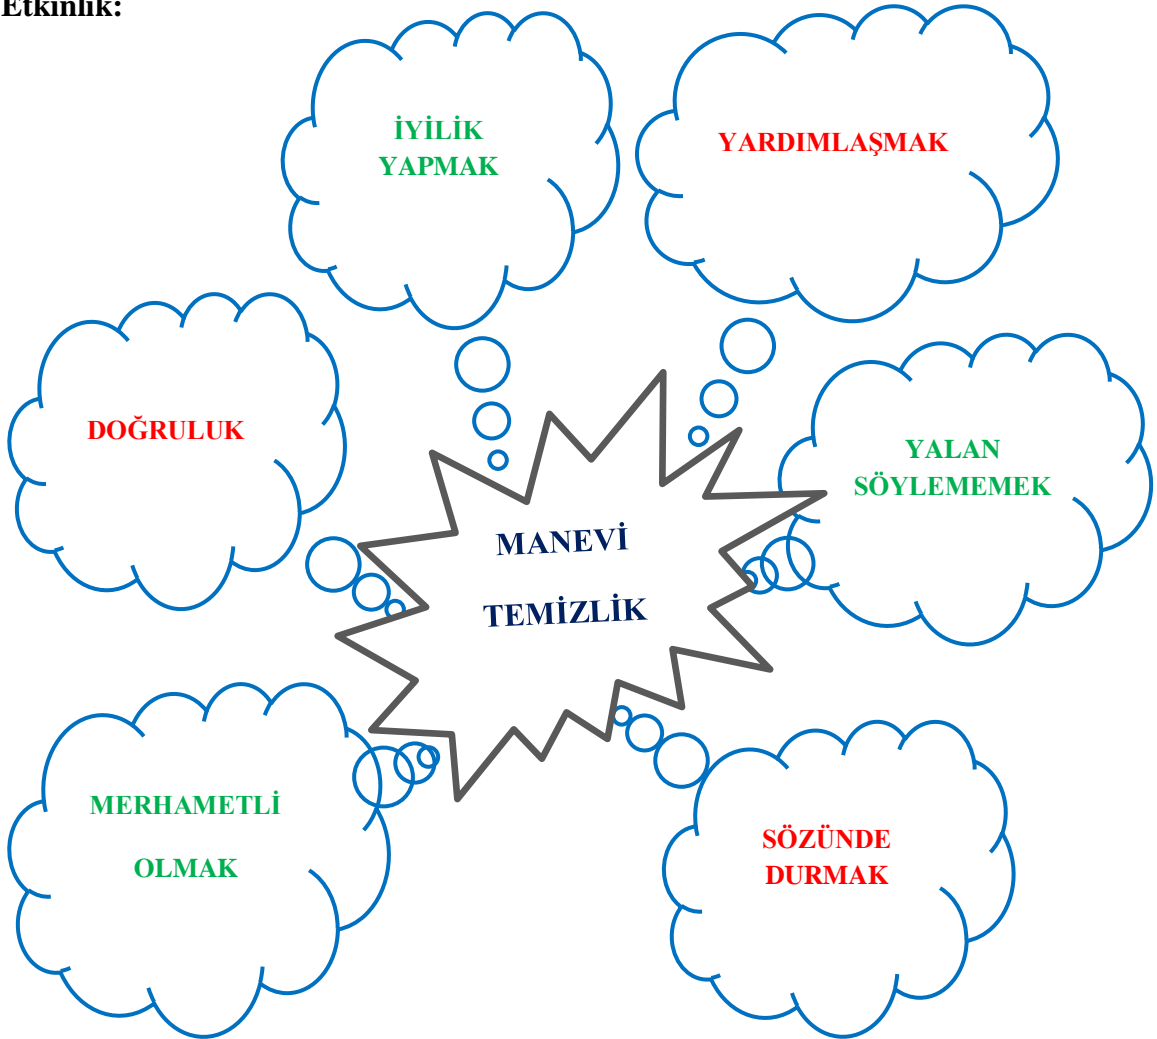 Etkinlik:
İYİLİK
YAPMAK
YARDIMLAŞMAK
DOĞRULUK
YALAN
SÖYLEMEMEK
MANEVİ
TEMİZLİK
MERHAMETLİ
OLMAK
SÖZÜNDE
DURMAK